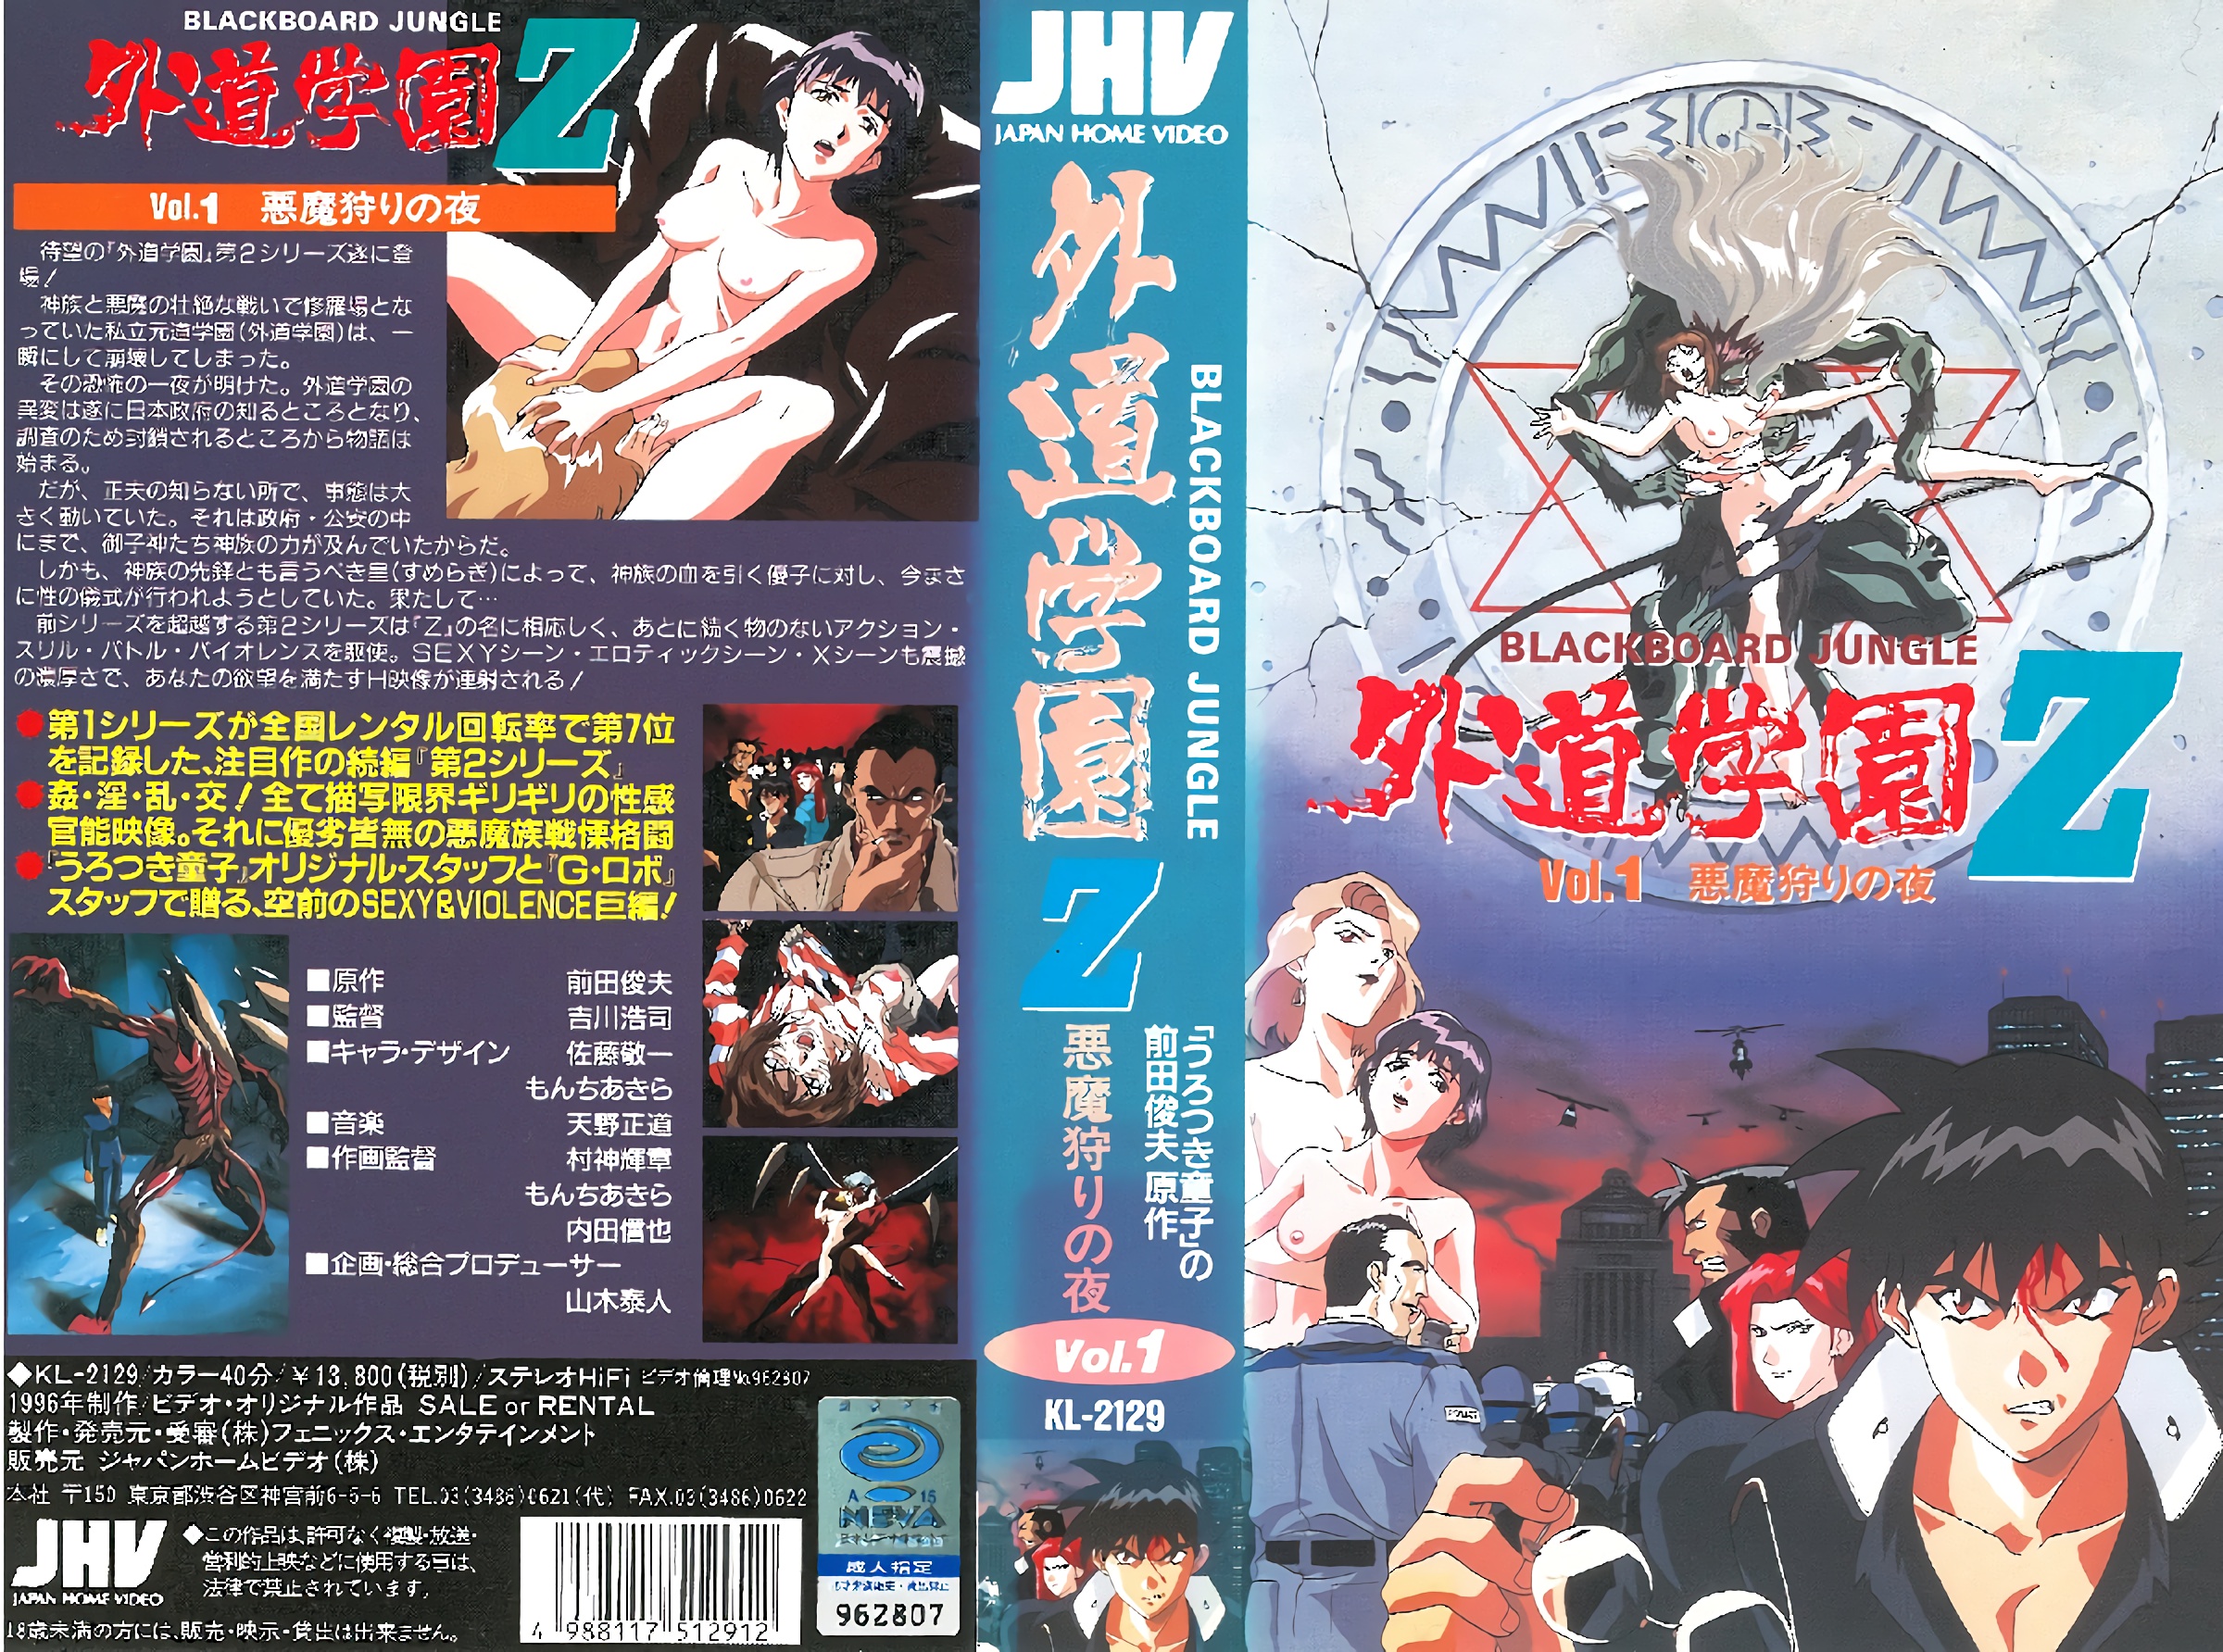 BLACKBOARD JUNGLE
外道学園Z
Vol.1 悪魔狩りの夜
待望の『外道学園』第2シリーズ遂に登
場!
神族と悪魔の壮絶な戦いで修羅場とな
っていた私立元道学園(外道学園)は、一
瞬にして崩壊してしまった。
その恐怖の一夜が明けた。外道学園の
異変は遂に日本政府の知るところとなり、
調査のため封鎖されるところから物語は
始まる。
だが、正夫の知らない所で、事態は大
きく動いていた。それは政府・公安の中
にまで、御子神たち神族の力が及んでいたからだ。
しかも、神族の先鋒とも言うべき皇(すめらぎ)によって、神族の血を引く優子に対し、今まさ
に性の儀式が行われようとしていた。果たして…
前シリーズを超越する第2シリーズは『Z』の名に相応しく、あとに続く物のないアクション・
スリル・バトル・バイオレンスを駆使。SEXYシーン・エロティックシーン・Xシーンも震撼
の濃厚さで、あなたの欲望を満たすH映像が連射される!
●第1シリーズが全国レンタル回転率で第7位
を記録した、注目作の続編『第2シリーズ』
●姦・淫・乱・交!全て描写限界ギリギリの性感
官能映像。それに優劣皆無の悪魔族戦慄格闘
●『うろつき童子』オリジナル・スタッフと『G・ロボ』
スタッフで贈る、空前のSEXY&VIOLENCE巨編!
■原作 前田俊夫
■監督 吉川浩司
■キャラ・デザイン 佐藤敬一
もんちあきら
■音楽 天野正道
■作画監督 村神輝章
もんちあきら
内田信也
■企画・総合プロデューサー
山木泰人
◆KL-2129/カラー40分/¥13,800(税別)/ステレオHiFi ビデオ倫理No.962807
1996年制作/ビデオ・オリジナル作品 SALE or RENTAL
製作・発売元・受審(株)フェニックス・エンタテインメント
販売元 ジャパンホームビデオ(株)
本社 〒150 東京都渋谷区神宮前6-5-6 TEL.03(3486)0621(代) FAX.03(3486)0622
JHV
JAPAN HOME VIDEO
◆この作品は、許可なく複製・放送・
営利的上映などに使用する事は、
法律で禁止されています。
18歳未満の方には、販売・映示・貸出は出来ません。
4 988117 512912
NEVA
成人指定
962807
JHV
JAPAN HOME VIDEO
外道学園Z
BLACKBOARD JUNGLE
悪魔狩りの夜
『うろつき童子』の
前田俊夫 原作
Vol.1
KL-2129
BLACKBOARD JUNGLE
外道学園Z
Vol.1 悪魔狩りの夜